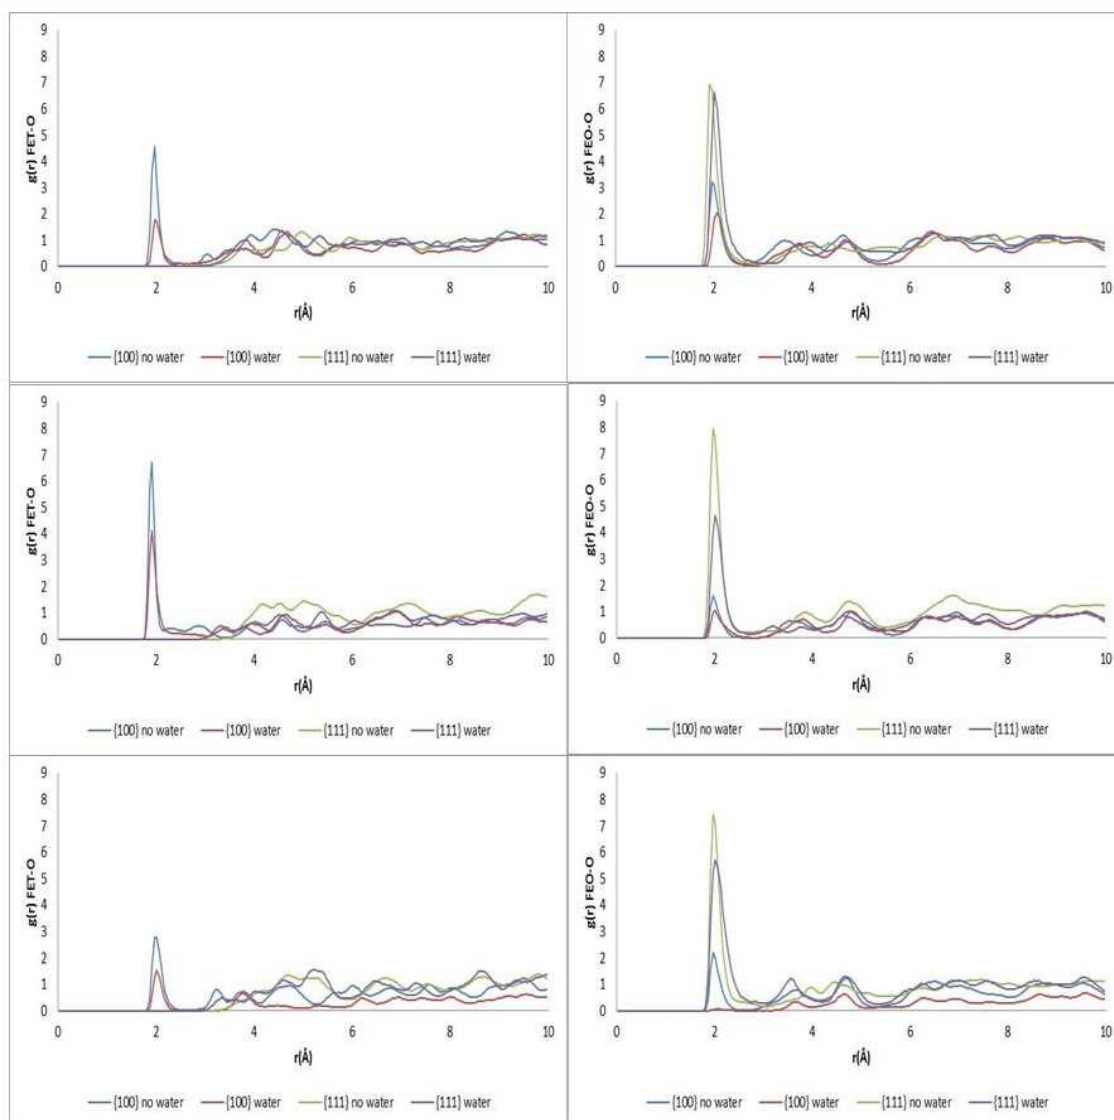 9
8
7
6
5
4
3
2
1
0
g(r) FET-O
0 2 4 6 8 10
r(Å)
{100} no water {100} water {111} no water {111} water
9
8
7
6
5
4
3
2
1
0
g(r) FEO-O
0 2 4 6 8 10
r(Å)
{100} no water {100} water {111} no water {111} water
9
8
7
6
5
4
3
2
1
0
g(r) FET-O
0 2 4 6 8 10
r(Å)
{100} no water {100} water {111} no water {111} water
9
8
7
6
5
4
3
2
1
0
g(r) FEO-O
0 2 4 6 8 10
r(Å)
{100} no water {100} water {111} no water {111} water
9
8
7
6
5
4
3
2
1
0
g(r) FET-O
0 2 4 6 8 10
r(Å)
{100} no water {100} water {111} no water {111} water
9
8
7
6
5
4
3
2
1
0
g(r) FEO-O
0 2 4 6 8 10
r(Å)
{100} no water {100} water {111} no water {111} water